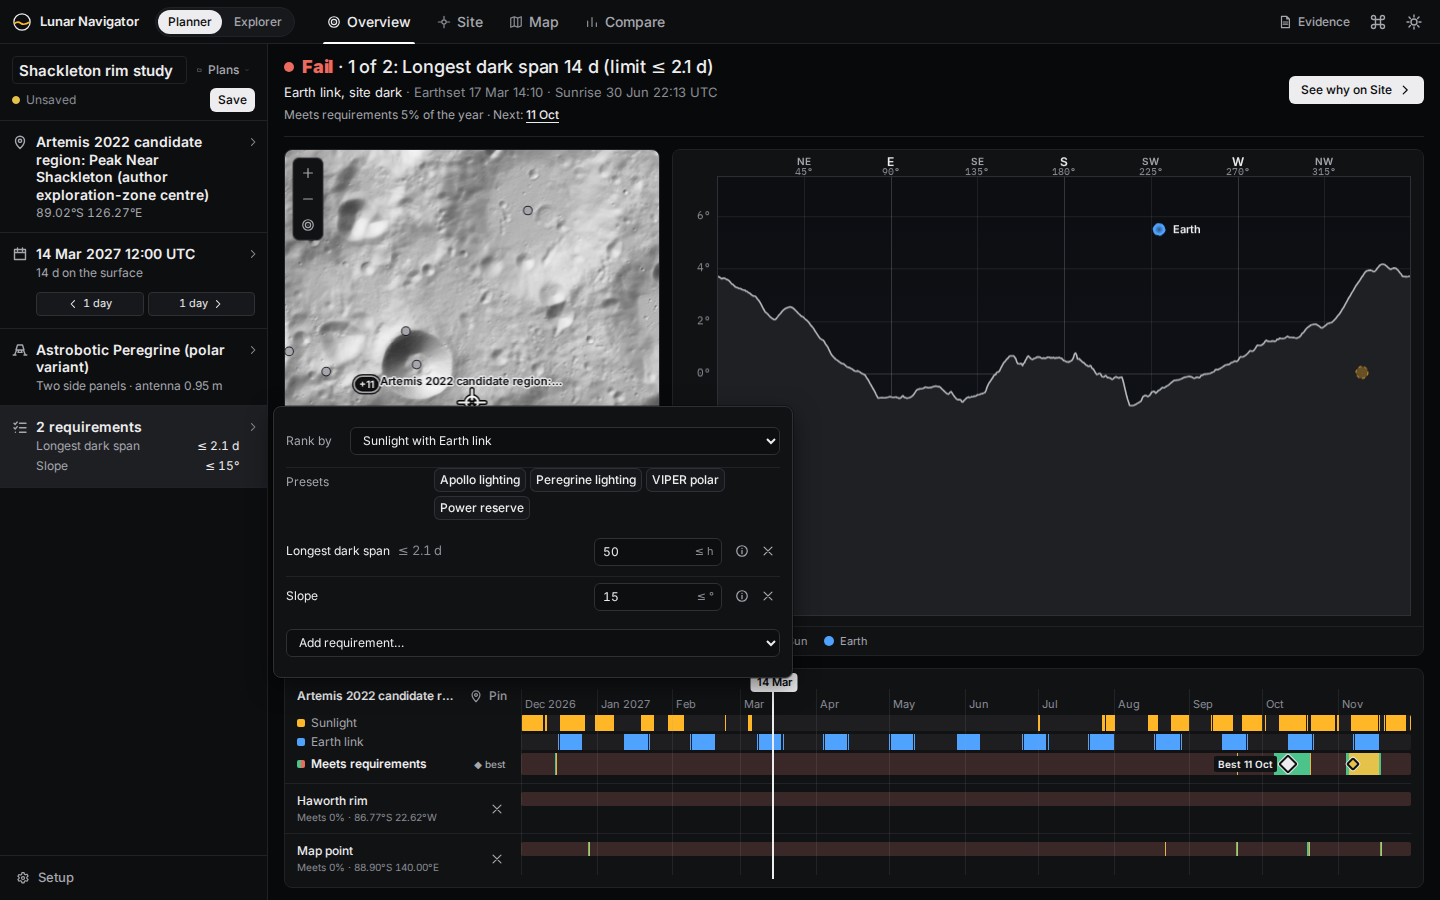 Lunar Navigator
Planner
Explorer
Overview
Site
Map
Compare
Evidence
Shackleton rim study
Plans
Unsaved
Save
Artemis 2022 candidate
region: Peak Near
Shackleton (author
exploration-zone centre)
89.02°S 126.27°E
14 Mar 2027 12:00 UTC
14 d on the surface
1 day
1 day
Astrobotic Peregrine (polar
variant)
Two side panels · antenna 0.95 m
2 requirements
Longest dark span ≤ 2.1 d
Slope ≤ 15°
Setup
Fail · 1 of 2: Longest dark span 14 d (limit ≤ 2.1 d)
Earth link, site dark · Earthset 17 Mar 14:10 · Sunrise 30 Jun 22:13 UTC
Meets requirements 5% of the year · Next: 11 Oct
See why on Site
+11
Artemis 2022 candidate region:...
NE E SE S SW W NW
45° 90° 135° 180° 225° 270° 315°
6°
Earth
4°
2°
0°
Rank by
Sunlight with Earth link
Presets
Apollo lighting
Peregrine lighting
VIPER polar
Power reserve
Longest dark span ≤ 2.1 d
50 ≤ h
Slope
15 ≤ °
Add requirement...
Earth
14 Mar
Artemis 2022 candidate r...
Pin
Dec 2026 Jan 2027 Feb Mar Apr May Jun Jul Aug Sep Oct Nov
Sunlight
Earth link
Meets requirements
◆ best
Best 11 Oct
Haworth rim
Meets 0% · 86.77°S 22.62°W
Map point
Meets 0% · 88.90°S 140.00°E